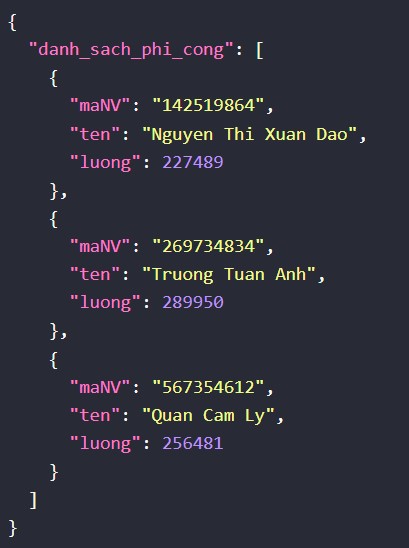 {
  "danh_sach_phi_cong": [
    {
      "maNV": "142519864",
      "ten": "Nguyen Thi Xuan Dao",
      "luong": 227489
    },
    {
      "maNV": "269734834",
      "ten": "Truong Tuan Anh",
      "luong": 289950
    },
    {
      "maNV": "567354612",
      "ten": "Quan Cam Ly",
      "luong": 256481
    }
  ]
}